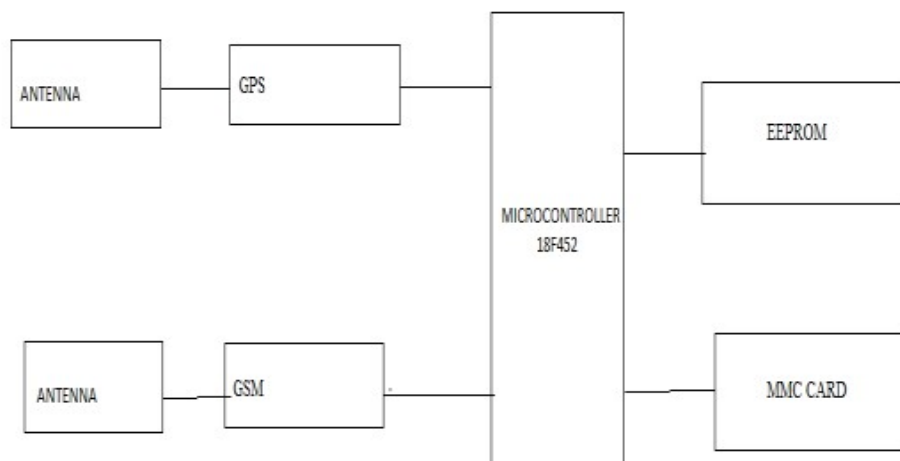 ANTENNA
GPS
EEPROM
MICROCONTROLLER
18F452
ANTENNA
GSM
MMC CARD